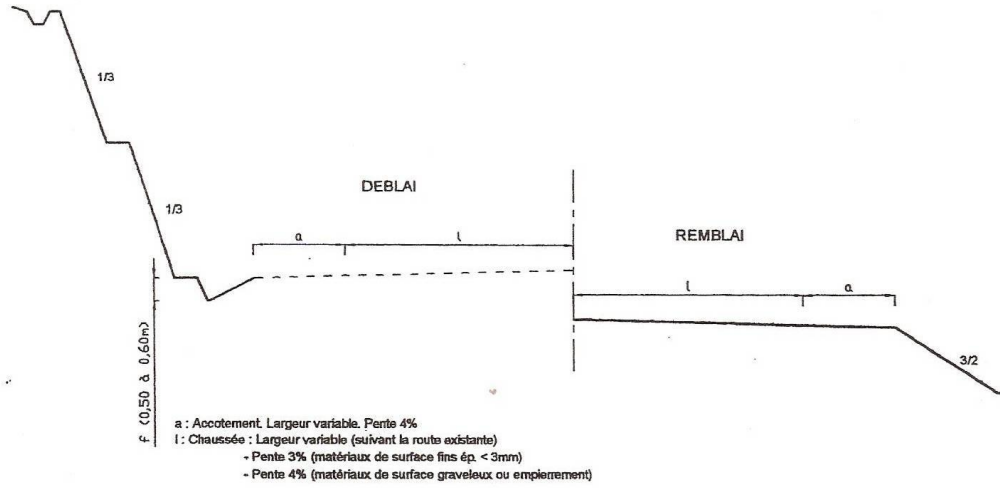 1/3
DEBLAI
1/3
a
l
REMBLAI
l
a
3/2
f (0,50 à 0,60m)
a : Accotement. Largeur variable. Pente 4%
l : Chaussée : Largeur variable (suivant la route existante)
- Pente 3% (matériaux de surface fins ép. < 3mm)
- Pente 4% (matériaux de surface graveleux ou empierrement)